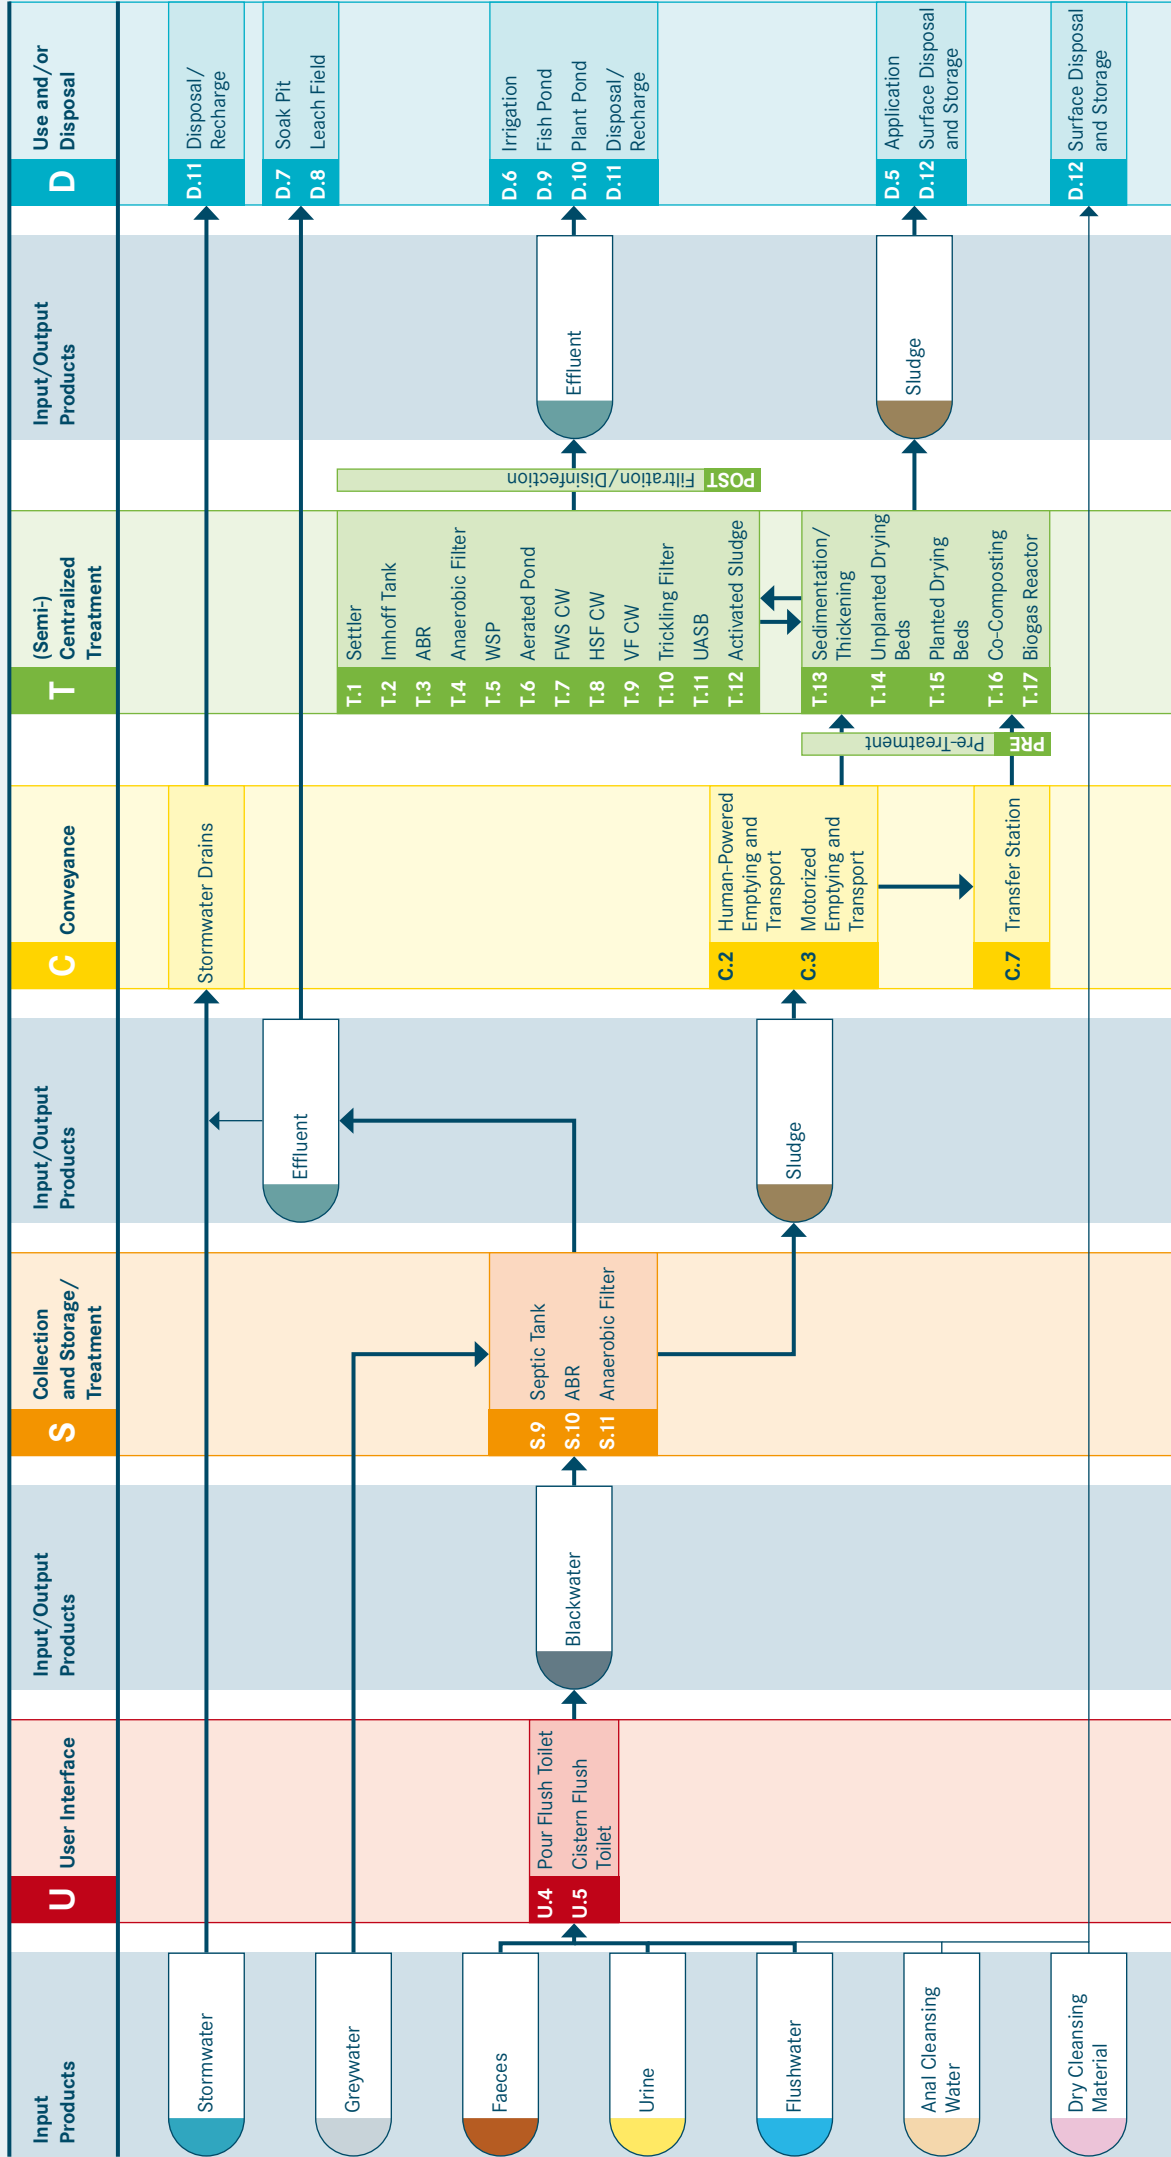 Input
Products
U User Interface
Input/Output
Products
S Collection
and Storage/
Treatment
Input/Output
Products
C Conveyance
T (Semi-)
Centralized
Treatment
Input/Output
Products
D Use and/or
Disposal
Stormwater
Greywater
Faeces
Urine
Flushwater
Anal Cleansing
Water
Dry Cleansing
Material
U.4 Pour Flush Toilet
U.5 Cistern Flush
Toilet
Blackwater
S.9 Septic Tank
S.10 ABR
S.11 Anaerobic Filter
Effluent
Sludge
Stormwater Drains
C.2 Human-Powered
Emptying and
Transport
C.3 Motorized
Emptying and
Transport
C.7 Transfer Station
PRE Pre-Treatment
T.1 Settler
T.2 Imhoff Tank
T.3 ABR
T.4 Anaerobic Filter
T.5 WSP
T.6 Aerated Pond
T.7 FWS CW
T.8 HSF CW
T.9 VF CW
T.10 Trickling Filter
T.11 UASB
T.12 Activated Sludge
T.13 Sedimentation/
Thickening
T.14 Unplanted Drying
Beds
T.15 Planted Drying
Beds
T.16 Co-Composting
T.17 Biogas Reactor
POST Filtration/Disinfection
Effluent
Sludge
D.11 Disposal/
Recharge
D.7 Soak Pit
D.8 Leach Field
D.6 Irrigation
D.9 Fish Pond
D.10 Plant Pond
D.11 Disposal/
Recharge
D.5 Application
D.12 Surface Disposal
and Storage
D.12 Surface Disposal
and Storage